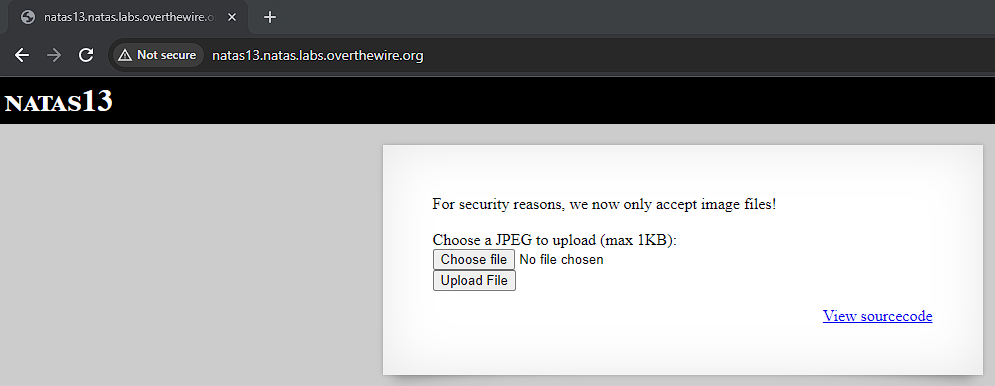 natas13.natas.labs.overthewire.o
Not secure natas13.natas.labs.overthewire.org
NATAS13
For security reasons, we now only accept image files!
Choose a JPEG to upload (max 1KB):
Choose file No file chosen
Upload File
View sourcecode